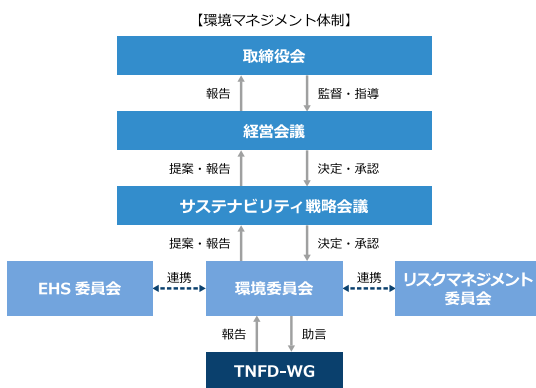 【環境マネジメント体制】
取締役会
報告
監督・指導
経営会議
提案・報告
決定・承認
サステナビリティ戦略会議
提案・報告
決定・承認
EHS 委員会
連携
環境委員会
連携
リスクマネジメント
委員会
報告
助言
TNFD-WG